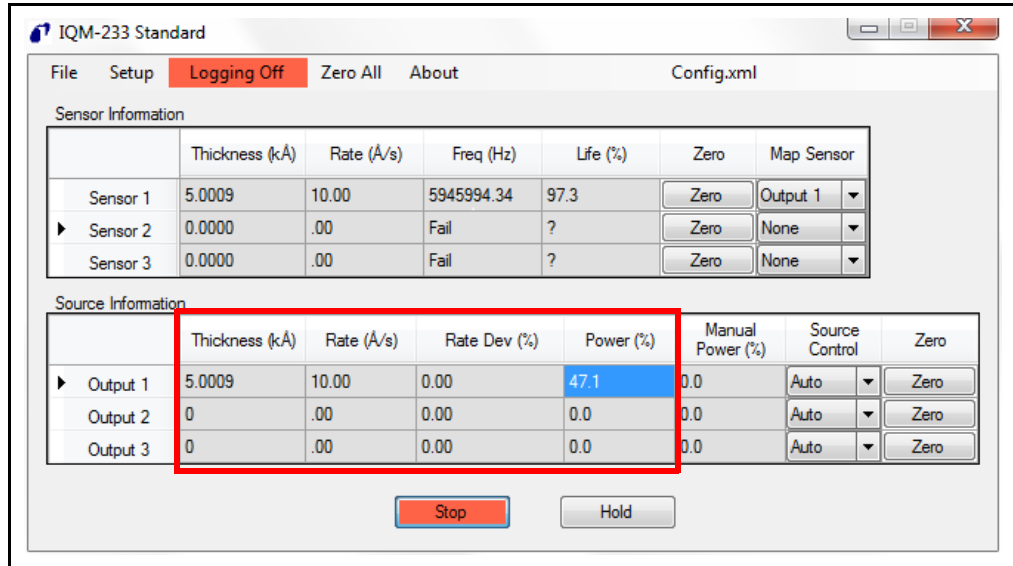 IQM-233 Standard
File Setup Logging Off Zero All About Config.xml
Sensor Information
Thickness (kÅ) Rate (Å/s) Freq (Hz) Life (%) Zero Map Sensor
Sensor 1 5.0009 10.00 5945994.34 97.3 Zero Output 1
Sensor 2 0.0000 .00 Fail ? Zero None
Sensor 3 0.0000 .00 Fail ? Zero None
Source Information
Thickness (kÅ) Rate (Å/s) Rate Dev (%) Power (%) Manual Power (%) Source Control Zero
Output 1 5.0009 10.00 0.00 47.1 0.0 Auto Zero
Output 2 0 .00 0.00 0.0 0.0 Auto Zero
Output 3 0 .00 0.00 0.0 0.0 Auto Zero
Stop Hold